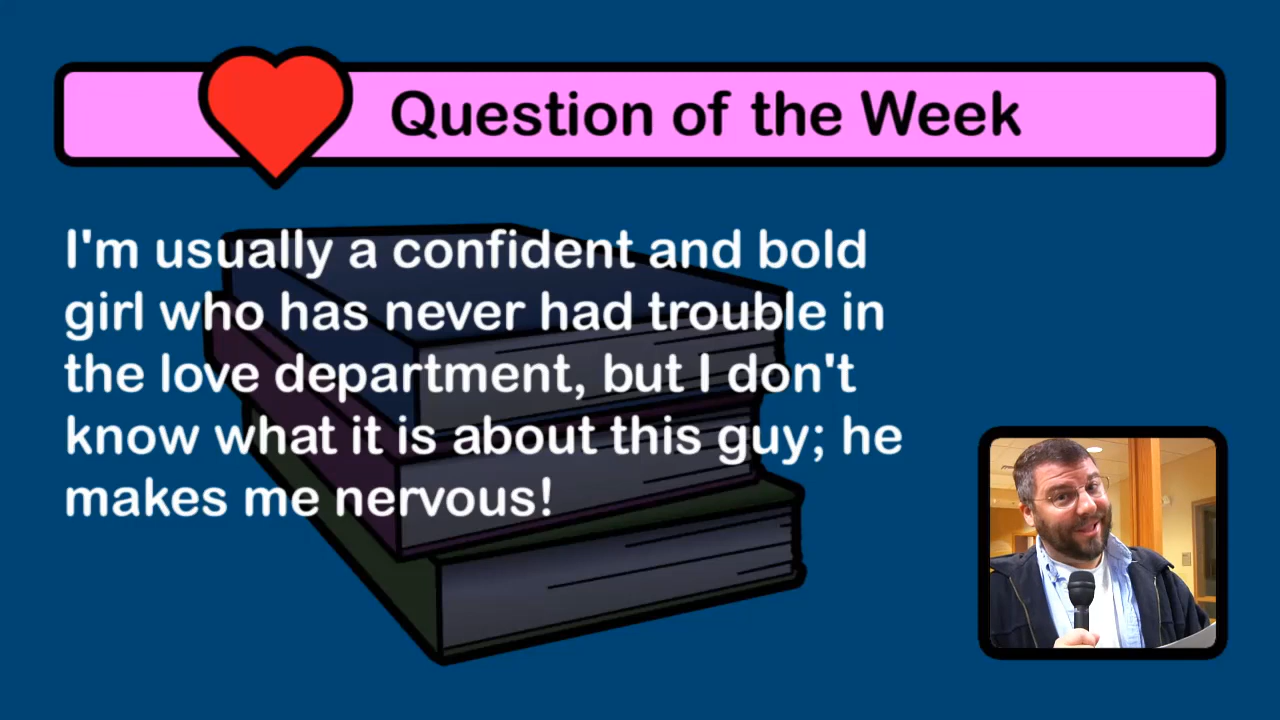 Question of the Week
I'm usually a confident and bold
girl who has never had trouble in
the love department, but I don't
know what it is about this guy; he
makes me nervous!